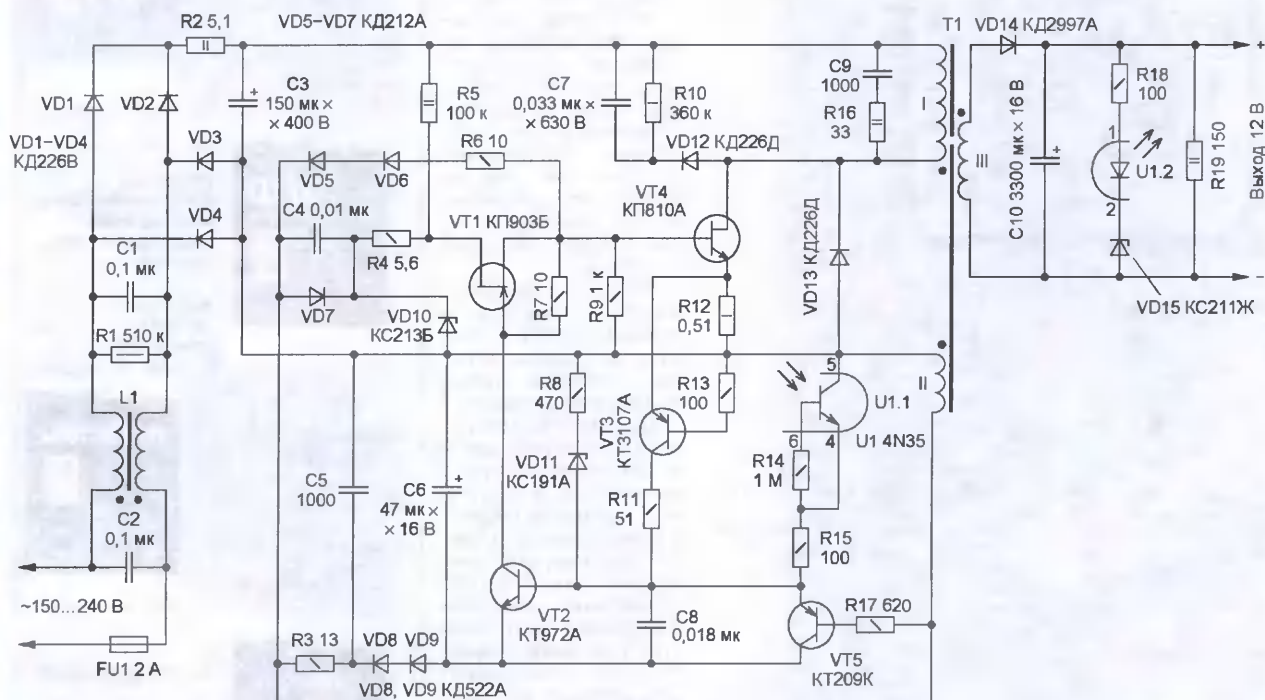 R2 5,1
VD5–VD7 КД212А
VD1
VD2
VD1–VD4
КД226В
VD3
VD4
C3
150 мк ×
× 400 В
R5
100 к
R6 10
VD5
VD6
C4 0,01 мк
VT1 КП903Б
R4 5,6
VD7
VD10
КС213Б
C7
0,033 мк ×
× 630 В
R10
360 к
VD12 КД226Д
VT4
КП810А
C9
1000
R16
33
T1
VD14 КД2997А
I
II
III
C10 3300 мк × 16 В
R18
100
1
U1.2
2
R19 150
Выход 12 В
+
−
VD15 КС211Ж
C1
0,1 мк
R1 510 к
L1
C2
0,1 мк
~150...240 В
FU1 2 А
R7 10
R9 1 к
R12
0,51
VD13 КД226Д
R8
470
VT3
КТ3107А
R13
100
5
U1.1
6
4
U1 4N35
R14
1 М
R15
100
C5
1000
C6
47 мк ×
× 16 В
+
VD11
КС191А
R11
51
VT2
КТ972А
C8
0,018 мк
R17 620
VT5
КТ209К
R3 13
VD8
VD9
VD8, VD9 КД522А